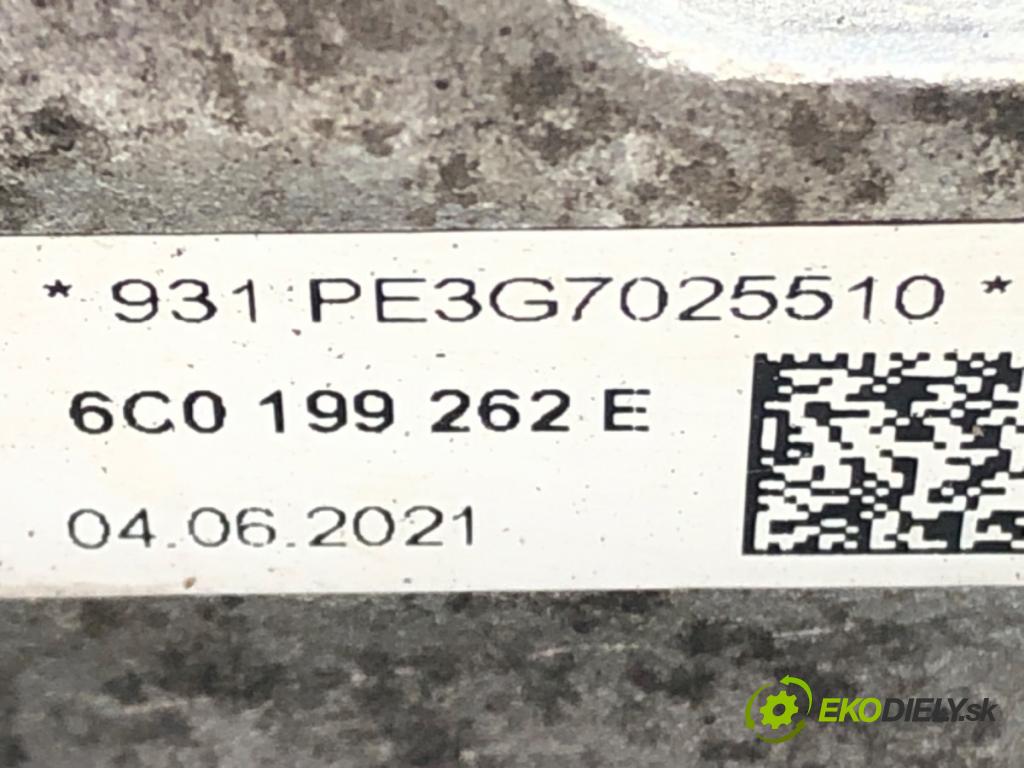 * 931 PE3G7025510 *
6C0 199 262 E
04.06.2021
EKODIELY.sk